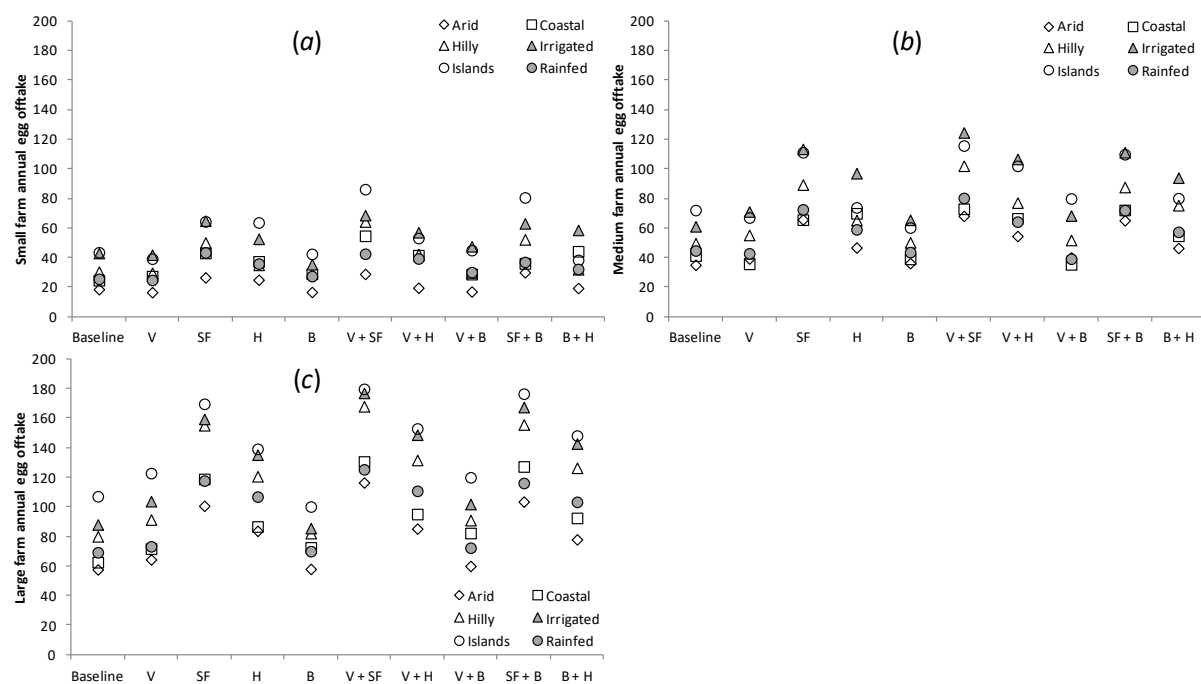 (a)
Small farm annual egg offtake
200
180
160
140
120
100
80
60
40
20
0
Arid Coastal
Hilly Irrigated
Islands Rainfed
Baseline V SF H B V + SF V + H V + B SF + B B + H
(b)
Medium farm annual egg offtake
200
180
160
140
120
100
80
60
40
20
0
Arid Coastal
Hilly Irrigated
Islands Rainfed
Baseline V SF H B V + SF V + H V + B SF + B B + H
(c)
Large farm annual egg offtake
200
180
160
140
120
100
80
60
40
20
0
Arid Coastal
Hilly Irrigated
Islands Rainfed
Baseline V SF H B V + SF V + H V + B SF + B B + H